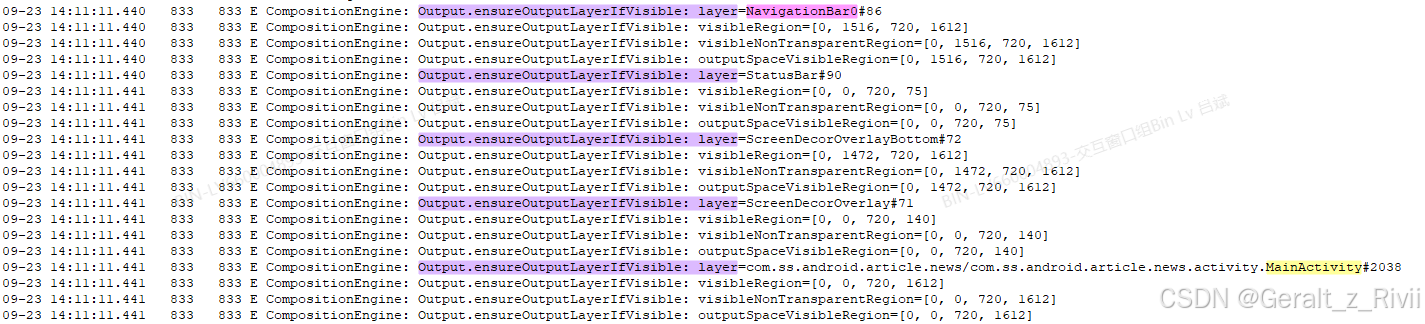 09-23 14:11:11.440 833 833 E CompositionEngine: Output.ensureOutputLayerIfVisible: layer=NavigationBar0#86
09-23 14:11:11.440 833 833 E CompositionEngine: Output.ensureOutputLayerIfVisible: visibleRegion=[0, 1516, 720, 1612]
09-23 14:11:11.440 833 833 E CompositionEngine: Output.ensureOutputLayerIfVisible: visibleNonTransparentRegion=[0, 1516, 720, 1612]
09-23 14:11:11.440 833 833 E CompositionEngine: Output.ensureOutputLayerIfVisible: outputSpaceVisibleRegion=[0, 1516, 720, 1612]
09-23 14:11:11.440 833 833 E CompositionEngine: Output.ensureOutputLayerIfVisible: layer=StatusBar#90
09-23 14:11:11.441 833 833 E CompositionEngine: Output.ensureOutputLayerIfVisible: visibleRegion=[0, 0, 720, 75]
09-23 14:11:11.441 833 833 E CompositionEngine: Output.ensureOutputLayerIfVisible: visibleNonTransparentRegion=[0, 0, 720, 75]
09-23 14:11:11.441 833 833 E CompositionEngine: Output.ensureOutputLayerIfVisible: outputSpaceVisibleRegion=[0, 0, 720, 75]
09-23 14:11:11.441 833 833 E CompositionEngine: Output.ensureOutputLayerIfVisible: layer=ScreenDecorOverlayBottom#72
09-23 14:11:11.441 833 833 E CompositionEngine: Output.ensureOutputLayerIfVisible: visibleRegion=[0, 1472, 720, 1612]
09-23 14:11:11.441 833 833 E CompositionEngine: Output.ensureOutputLayerIfVisible: visibleNonTransparentRegion=[0, 1472, 720, 1612]
09-23 14:11:11.441 833 833 E CompositionEngine: Output.ensureOutputLayerIfVisible: outputSpaceVisibleRegion=[0, 1472, 720, 1612]
09-23 14:11:11.441 833 833 E CompositionEngine: Output.ensureOutputLayerIfVisible: layer=ScreenDecorOverlay#71
09-23 14:11:11.441 833 833 E CompositionEngine: Output.ensureOutputLayerIfVisible: visibleRegion=[0, 0, 720, 140]
09-23 14:11:11.441 833 833 E CompositionEngine: Output.ensureOutputLayerIfVisible: visibleNonTransparentRegion=[0, 0, 720, 140]
09-23 14:11:11.441 833 833 E CompositionEngine: Output.ensureOutputLayerIfVisible: outputSpaceVisibleRegion=[0, 0, 720, 140]
09-23 14:11:11.441 833 833 E CompositionEngine: Output.ensureOutputLayerIfVisible: layer=com.ss.android.article.news/com.ss.android.article.news.activity.MainActivity#2038
09-23 14:11:11.441 833 833 E CompositionEngine: Output.ensureOutputLayerIfVisible: visibleRegion=[0, 0, 720, 1612]
09-23 14:11:11.441 833 833 E CompositionEngine: Output.ensureOutputLayerIfVisible: visibleNonTransparentRegion=[0, 0, 720, 1612]
09-23 14:11:11.441 833 833 E CompositionEngine: Output.ensureOutputLayerIfVisible: outputSpaceVisibleRegion=[0, 0, 720, 1612]
交互窗口组Bin Lv 吕斌
CSDN @Geralt_z_Rivii